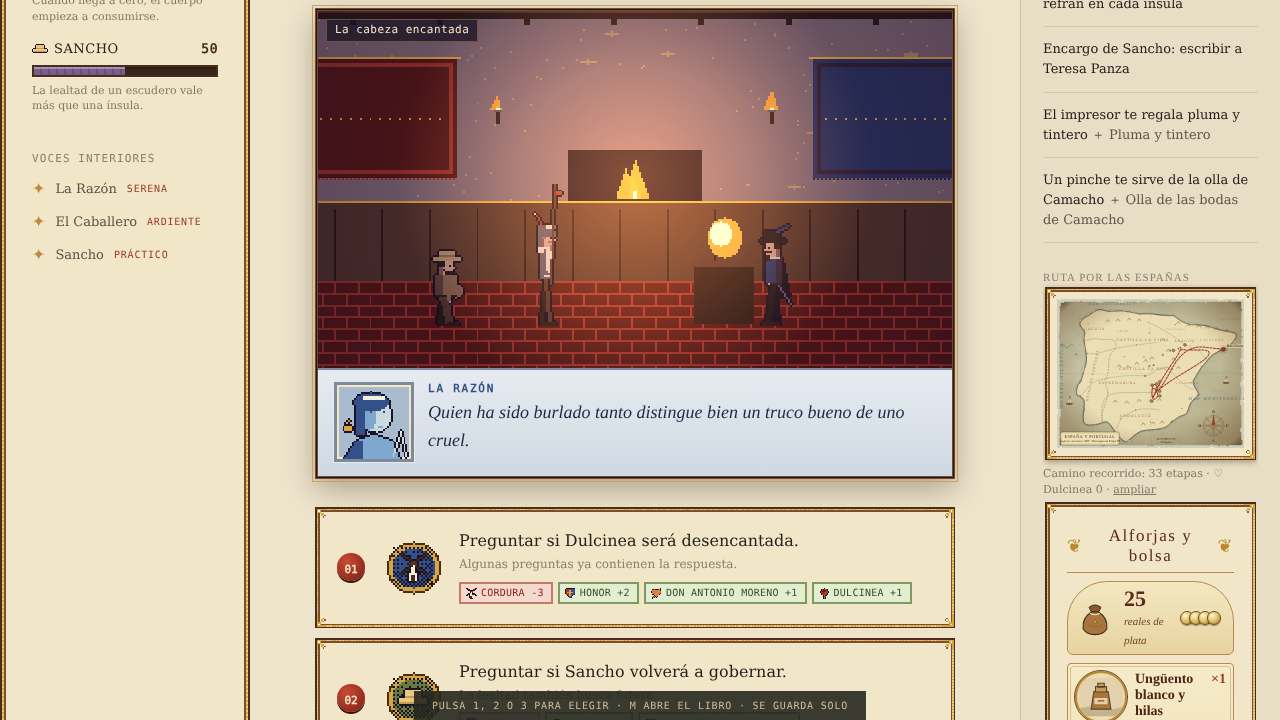 Cuando llega a cero, el cuerpo
empieza a consumirse.
SANCHO 50
La lealtad de un escudero vale
más que una ínsula.
VOCES INTERIORES
La Razón SERENA
El Caballero ARDIENTE
Sancho PRÁCTICO
La cabeza encantada
LA RAZÓN
Quien ha sido burlado tanto distingue bien un truco bueno de uno
cruel.
01
Preguntar si Dulcinea será desencantada.
Algunas preguntas ya contienen la respuesta.
CORDURA -3 HONOR +2 DON ANTONIO MORENO +1 DULCINEA +1
02
Preguntar si Sancho volverá a gobernar.
PULSA 1, 2 O 3 PARA ELEGIR · M ABRE EL LIBRO · SE GUARDA SOLO
refrán en cada ínsula
Encargo de Sancho: escribir a
Teresa Panza
El impresor te regala pluma y
tintero + Pluma y tintero
Un pinche te sirve de la olla de
Camacho + Olla de las bodas
de Camacho
RUTA POR LAS ESPAÑAS
ESPAÑA Y PORTUGAL
Camino recorrido: 33 etapas · ♡
Dulcinea 0 · ampliar
Alforjas y
bolsa
25
reales de
plata
Ungüento ×1
blanco y
hilas